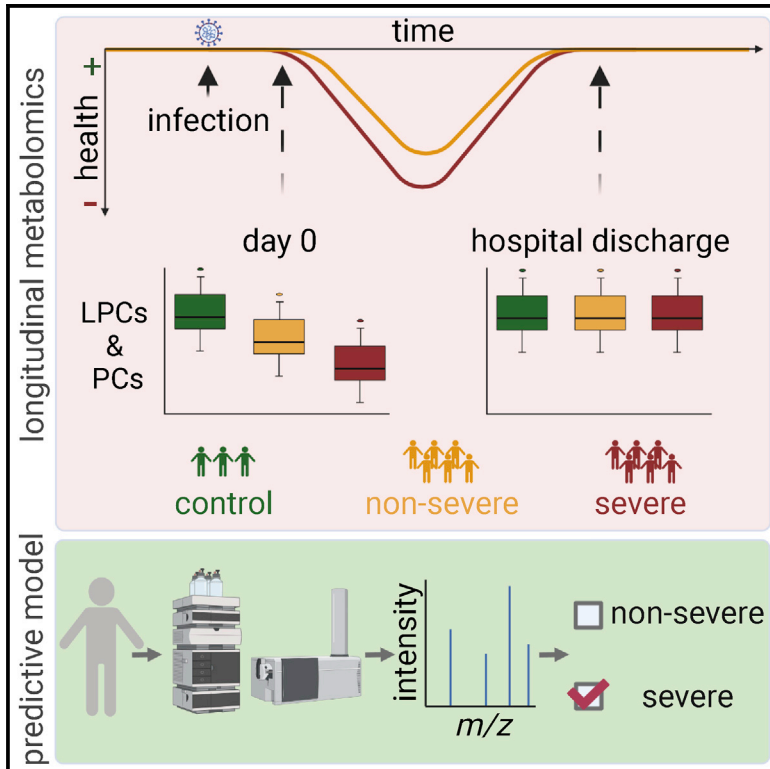 longitudinal metabolomics
time
+
health
-
infection
day 0
hospital discharge
LPCs
&
PCs
control
non-severe
severe
predictive model
intensity
m/z
non-severe
severe